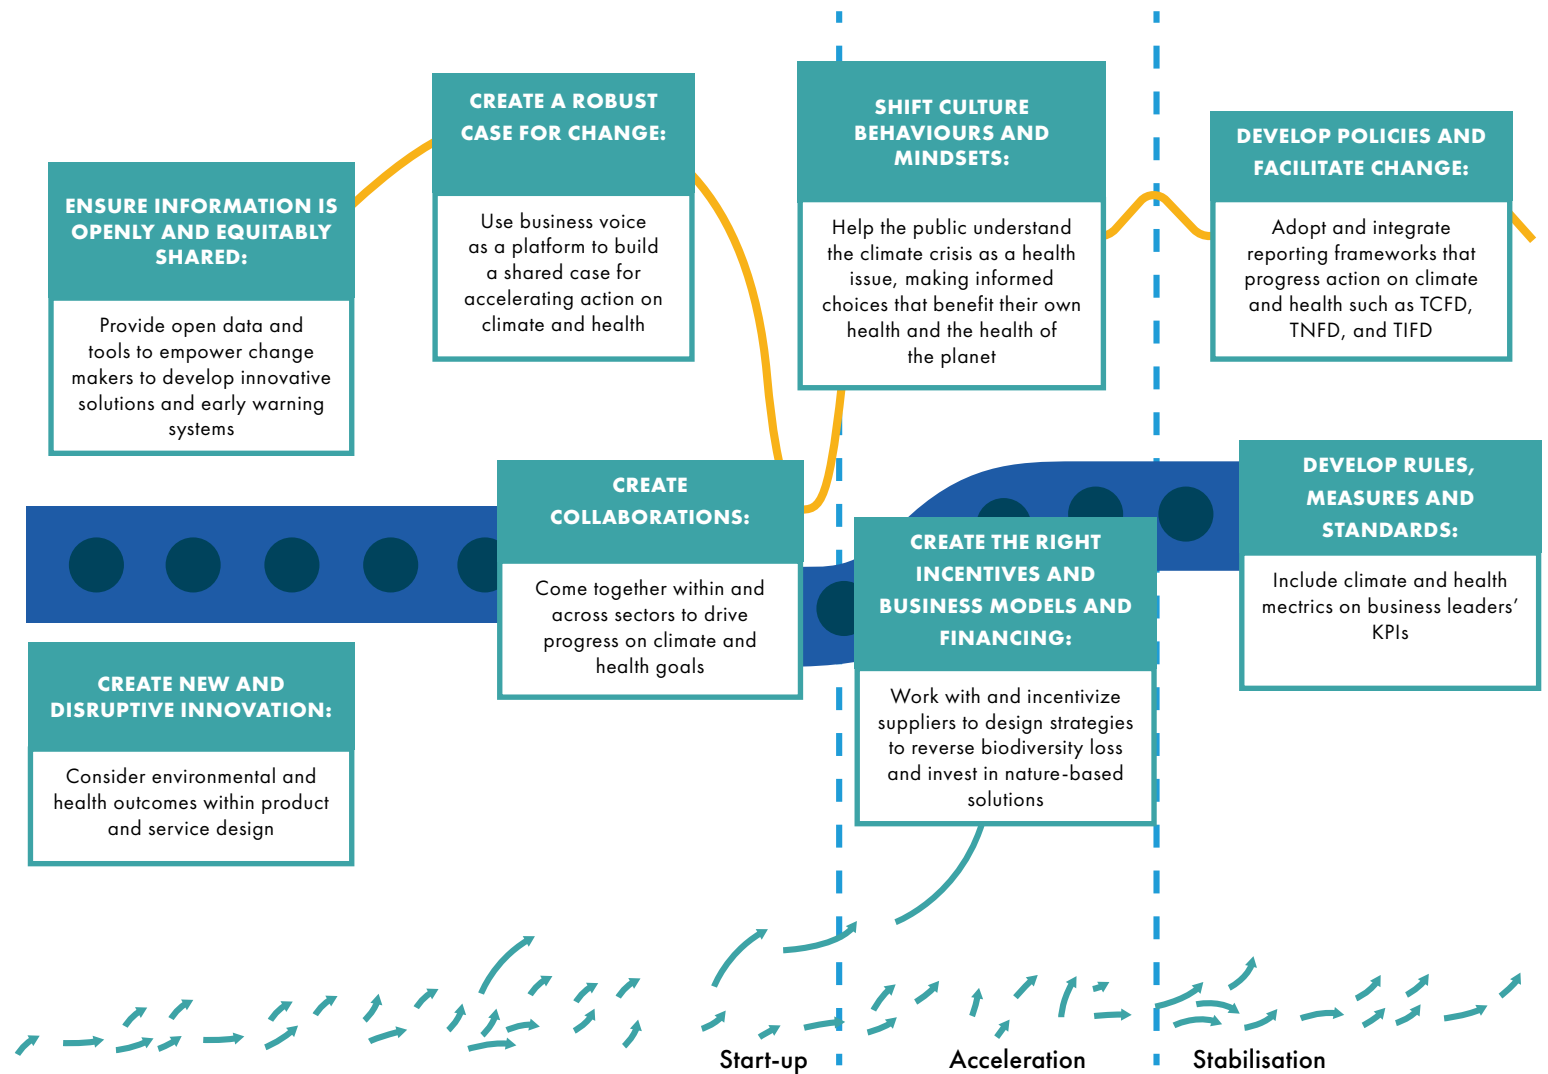 ENSURE INFORMATION IS
OPENLY AND EQUITABLY
SHARED:
Provide open data and
tools to empower change
makers to develop innovative
solutions and early warning
systems
CREATE A ROBUST
CASE FOR CHANGE:
Use business voice
as a platform to build
a shared case for
accelerating action on
climate and health
SHIFT CULTURE
BEHAVIOURS AND
MINDSETS:
Help the public understand
the climate crisis as a health
issue, making informed
choices that benefit their own
health and the health of
the planet
DEVELOP POLICIES AND
FACILITATE CHANGE:
Adopt and integrate
reporting frameworks that
progress action on climate
and health such as TCFD,
TNFD, and TIFD
CREATE NEW AND
DISRUPTIVE INNOVATION:
Consider environmental and
health outcomes within product
and service design
CREATE
COLLABORATIONS:
Come together within and
across sectors to drive
progress on climate and
health goals
CREATE THE RIGHT
INCENTIVES AND
BUSINESS MODELS AND
FINANCING:
Work with and incentivize
suppliers to design strategies
to reverse biodiversity loss
and invest in nature-based
solutions
DEVELOP RULES,
MEASURES AND
STANDARDS:
Include climate and health
mectrics on business leaders’
KPIs
Start-up
Acceleration
Stabilisation